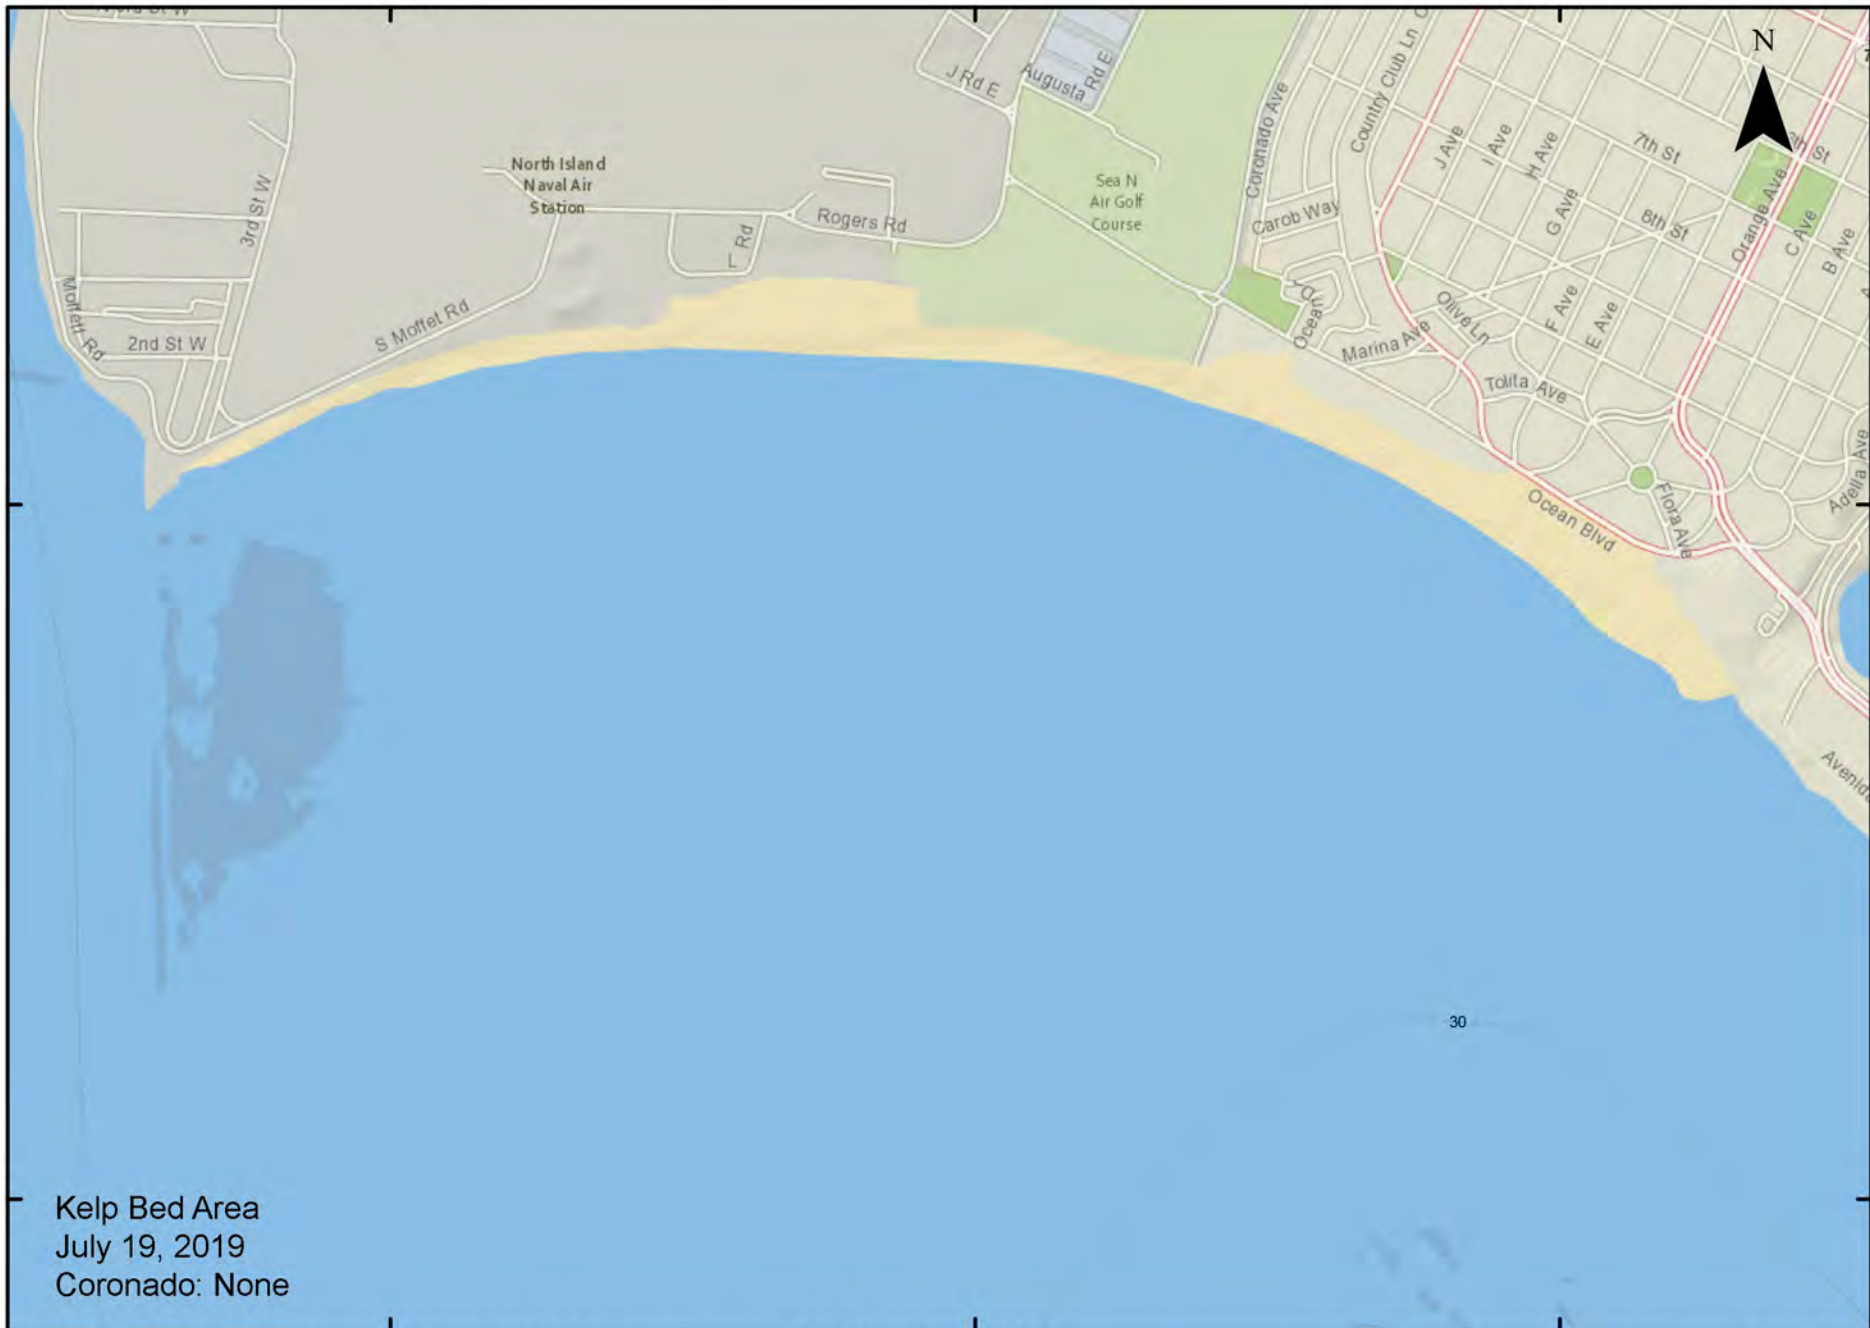 N
J Rd E
Augusta
Rd E
Coronado Ave
Country Club Ln
J Ave
I Ave
H Ave
7th St
North Island
Naval Air
Station
Sea N
Air Golf
Course
3rd St W
Rogers Rd
L Rd
Carob Way
G Ave
8th St
Orange Ave
C Ave
B Ave
Moffett Rd
2nd St W
S Moffet Rd
Ocean
Olive Ln
Marina Ave
F Ave
E Ave
Tolita Ave
Adella Ave
Ocean Blvd
Flora Ave
30
Kelp Bed Area
July 19, 2019
Coronado: None